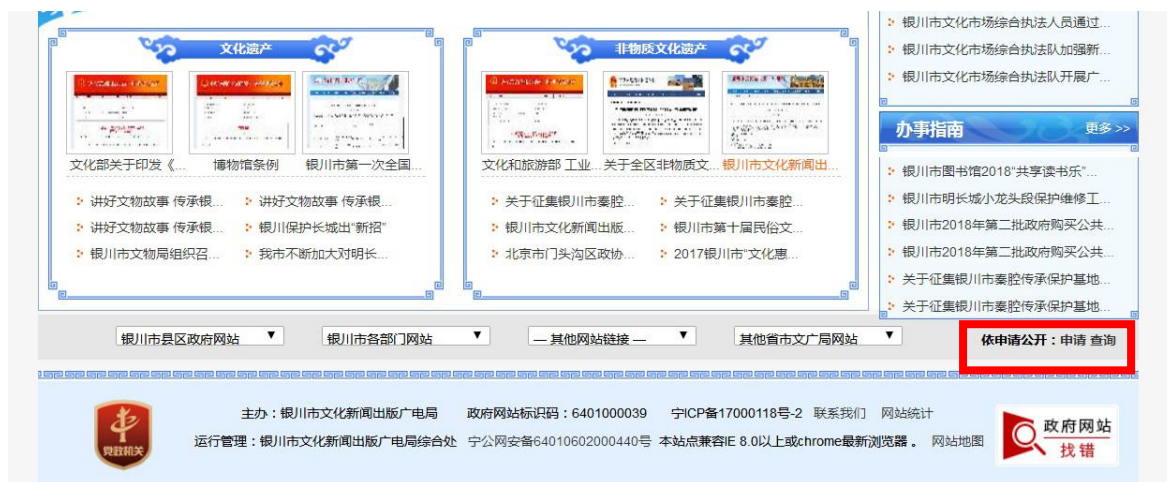 银川市文化市场综合执法人员通过...
银川市文化市场综合执法队加强新...
银川市文化市场综合执法队开展广...
文化遗产
文化部关于印发《...
博物馆条例
银川市第一次全国...
讲好文物故事 传承银...
讲好文物故事 传承银...
讲好文物故事 传承银...
银川保护长城出“新招”
银川市文物局组织召...
我市不断加大对明长...
非物质文化遗产
文化和旅游部 工业...
关于全区非物质文...
银川市文化新闻出...
关于征集银川市秦腔...
关于征集银川市秦腔...
银川市文化新闻出版...
银川市第十届民俗文...
北京市门头沟区政协...
2017银川市“文化惠...
办事指南
更多 >>
银川市图书馆2018“共享读书乐”...
银川市明长城小龙头段保护维修工...
银川市2018年第二批政府购买公共...
银川市2018年第二批政府购买公共...
关于征集银川市秦腔传承保护基地...
关于征集银川市秦腔传承保护基地...
银川市县区政府网站
银川市各部门网站
— 其他网站链接 —
其他省市文广局网站
依申请公开：申请 查询
党政机关
主办：银川市文化新闻出版广电局 政府网站标识码：6401000039 宁ICP备17000118号-2 联系我们 网站统计
运行管理：银川市文化新闻出版广电局综合处 宁公网安备64010602000440号 本站点兼容IE 8.0以上或chrome最新浏览器 。 网站地图
政府网站
找错